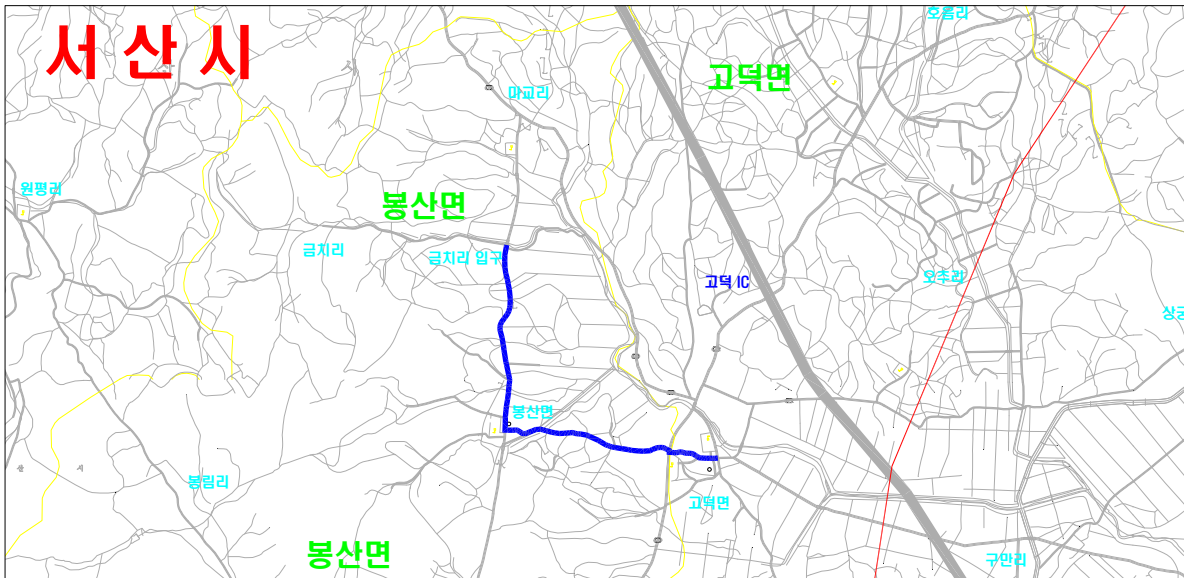 호음리
서 산 시
고덕면
마교리
원평리
봉산면
금치리
금치리 입구
고덕 IC
오추리
상궁
봉산면
시
봉림리
고덕면
봉산면
구만리